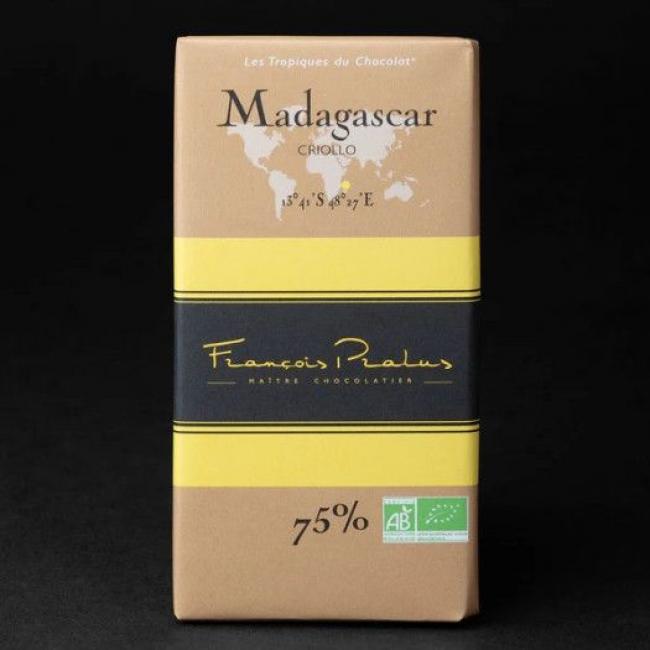 Les Tropiques du Chocolat®
Madagascar
CRIOLLO
13°41'S 48°27'E
François Pralus
MAÎTRE CHOCOLATIER
75%
AB